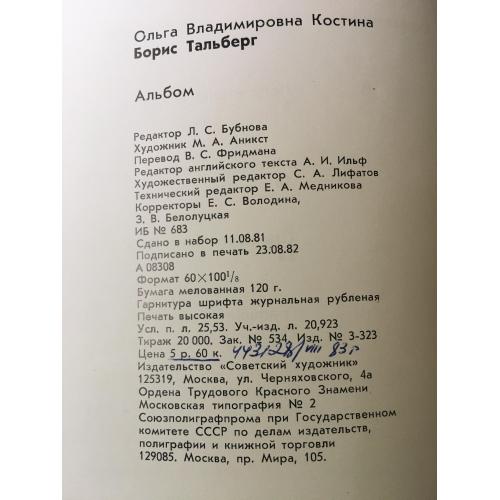 Ольга Владимировна Костина
Борис Тальберг
Альбом
Редактор Л. С. Бубнова
Художник М. А. Аникст
Перевод В. С. Фридмана
Редактор английского текста А. И. Ильф
Художественный редактор С. А. Лифатов
Технический редактор Е. А. Медникова
Корректоры Е. С. Володина,
З. В. Белолуцкая
ИБ № 683
Сдано в набор 11.08.81
Подписано в печать 23.08.82
А 08308
Формат 60×100¹/₈
Бумага мелованная 120 г.
Гарнитура шрифта журнальная рубленая
Печать высокая
Усл. п. л. 25,53. Уч.-изд. л. 20,923
Тираж 20 000. Зак. № 534. Изд. № 3-323
Цена 5 р. 60 к. VIII 83 г
Издательство «Советский художник»
125319, Москва, ул. Черняховского, 4а
Ордена Трудового Красного Знамени
Московская типография № 2
Союзполиграфпрома при Государственном
комитете СССР по делам издательств,
полиграфии и книжной торговли
129085. Москва, пр. Мира, 105.